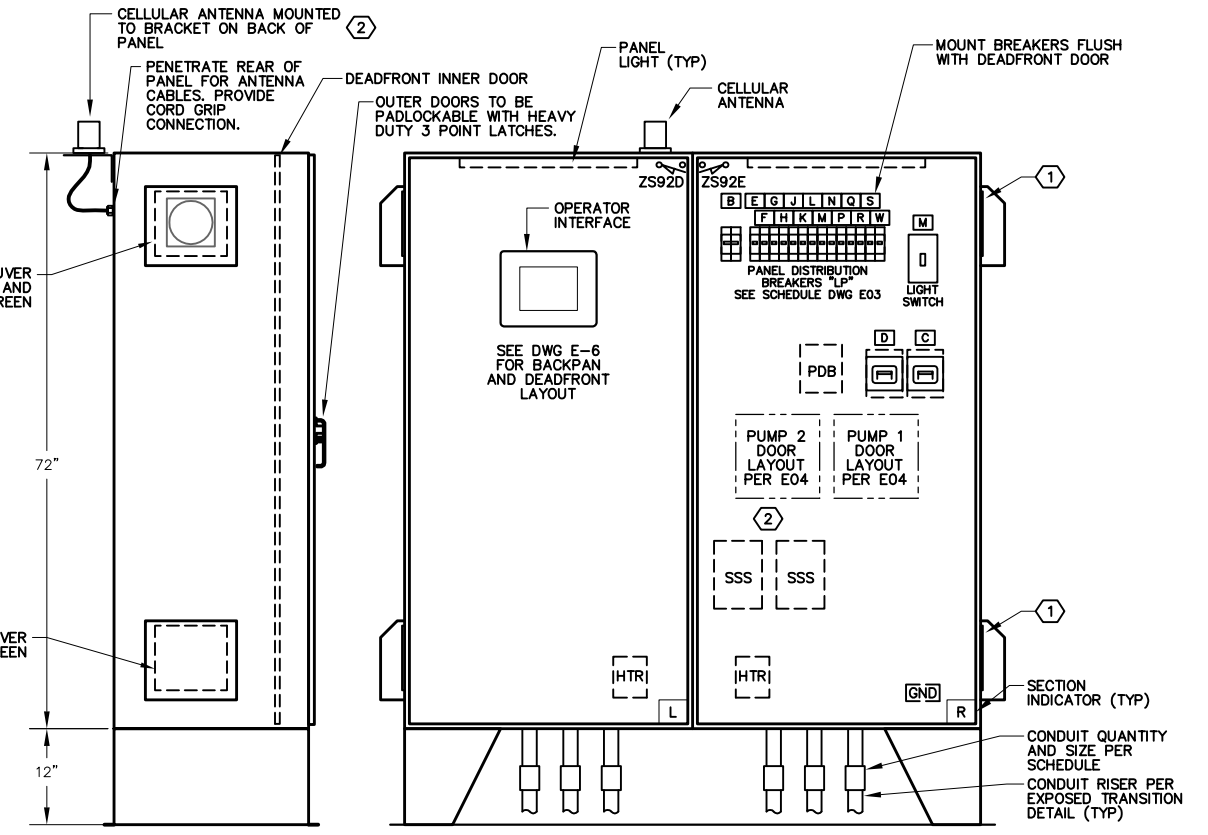 CELLULAR ANTENNA MOUNTED
TO BRACKET ON BACK OF
PANEL
2
PENETRATE REAR OF
PANEL FOR ANTENNA
CABLES. PROVIDE
CORD GRIP
CONNECTION.
DEADFRONT INNER DOOR
OUTER DOORS TO BE
PADLOCKABLE WITH HEAVY
DUTY 3 POINT LATCHES.
PANEL
LIGHT (TYP)
CELLULAR
ANTENNA
MOUNT BREAKERS FLUSH
WITH DEADFRONT DOOR
ZS92D
ZS92E
1
B E G J L N Q S
F H K M P R W
M
OPERATOR
INTERFACE
PANEL DISTRIBUTION
BREAKERS "LP"
SEE SCHEDULE DWG E03
LIGHT
SWITCH
UVER
AND
REEN
SEE DWG E-6
FOR BACKPAN
AND DEADFRONT
LAYOUT
D
C
PDB
PUMP 2
DOOR
LAYOUT
PER E04
PUMP 1
DOOR
LAYOUT
PER E04
72"
2
SSS
SSS
1
VER
EEN
HTR
HTR
GND
L
R
SECTION
INDICATOR (TYP)
12"
CONDUIT QUANTITY
AND SIZE PER
SCHEDULE
CONDUIT RISER PER
EXPOSED TRANSITION
DETAIL (TYP)